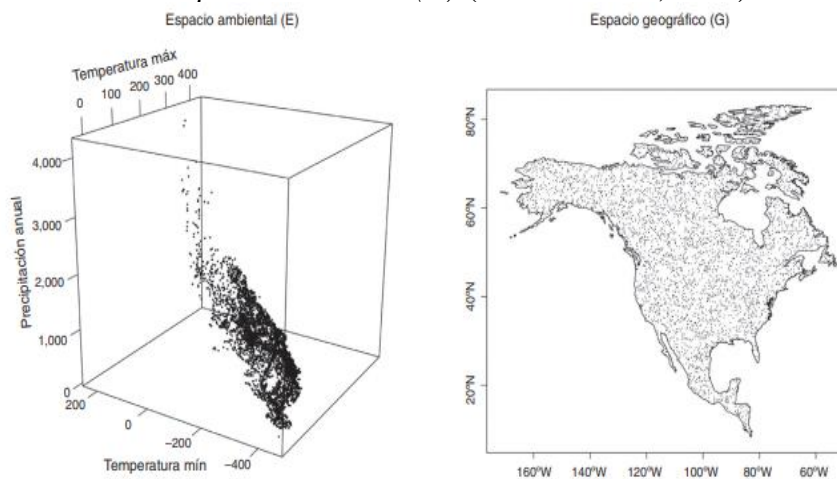 Espacio ambiental (E)
Temperatura máx
0 100 200 300 400
4,000
3,000
2,000
1,000
0
Precipitación anual
200 0 −200 −400
Temperatura mín
Espacio geográfico (G)
80°N
60°N
40°N
20°N
160°W 140°W 120°W 100°W 80°W 60°W